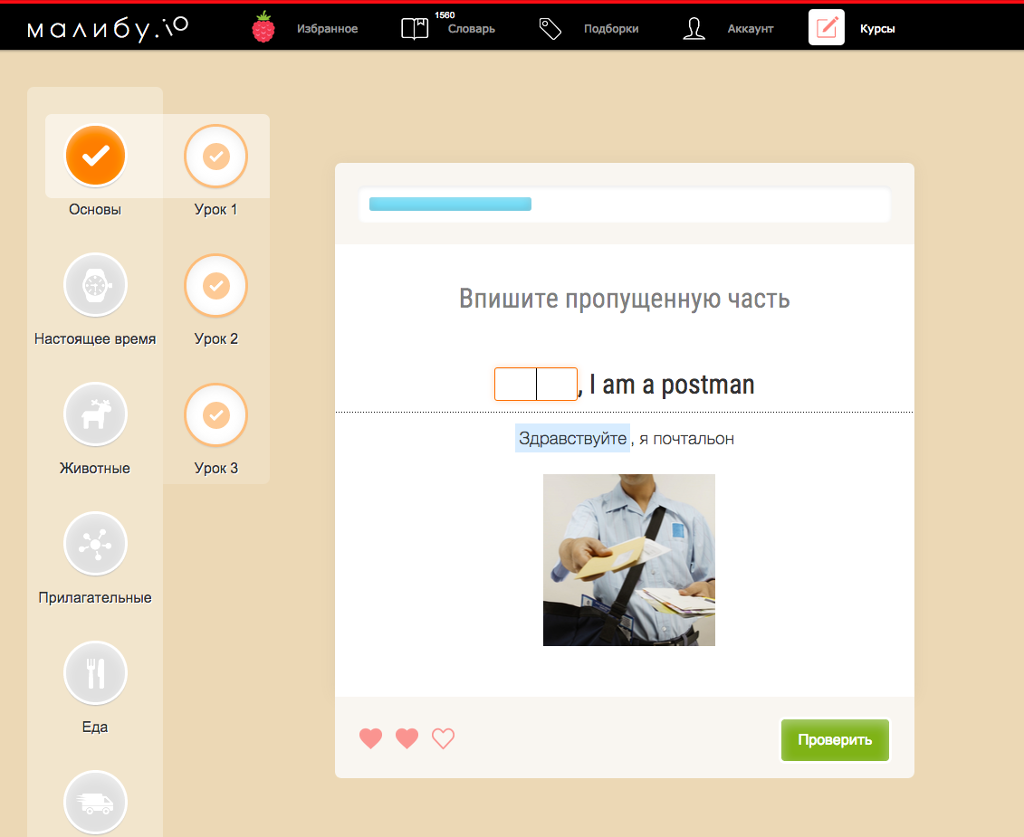 малибу.io
Избранное
1560
Словарь
Подборки
Аккаунт
Курсы
Основы
Урок 1
Настоящее время
Урок 2
Животные
Урок 3
Прилагательные
Еда
Впишите пропущенную часть
, I am a postman
Здравствуйте, я почтальон
Проверить